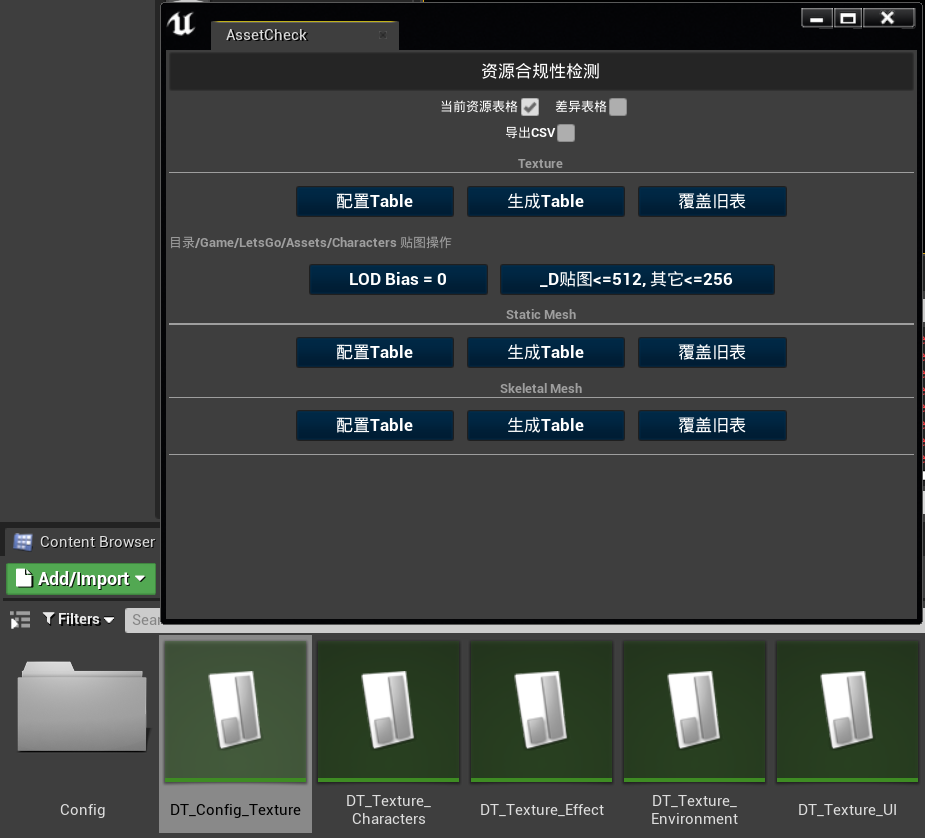 AssetCheck
资源合规性检测
当前资源表格 差异表格
导出CSV
Texture
配置Table 生成Table 覆盖旧表
目录/Game/LetsGo/Assets/Characters 贴图操作
LOD Bias = 0 _D贴图<=512, 其它<=256
Static Mesh
配置Table 生成Table 覆盖旧表
Skeletal Mesh
配置Table 生成Table 覆盖旧表
Content Browser
Add/Import
Filters
Config
DT_Config_Texture
DT_Texture_
Characters
DT_Texture_Effect
DT_Texture_
Environment
DT_Texture_UI